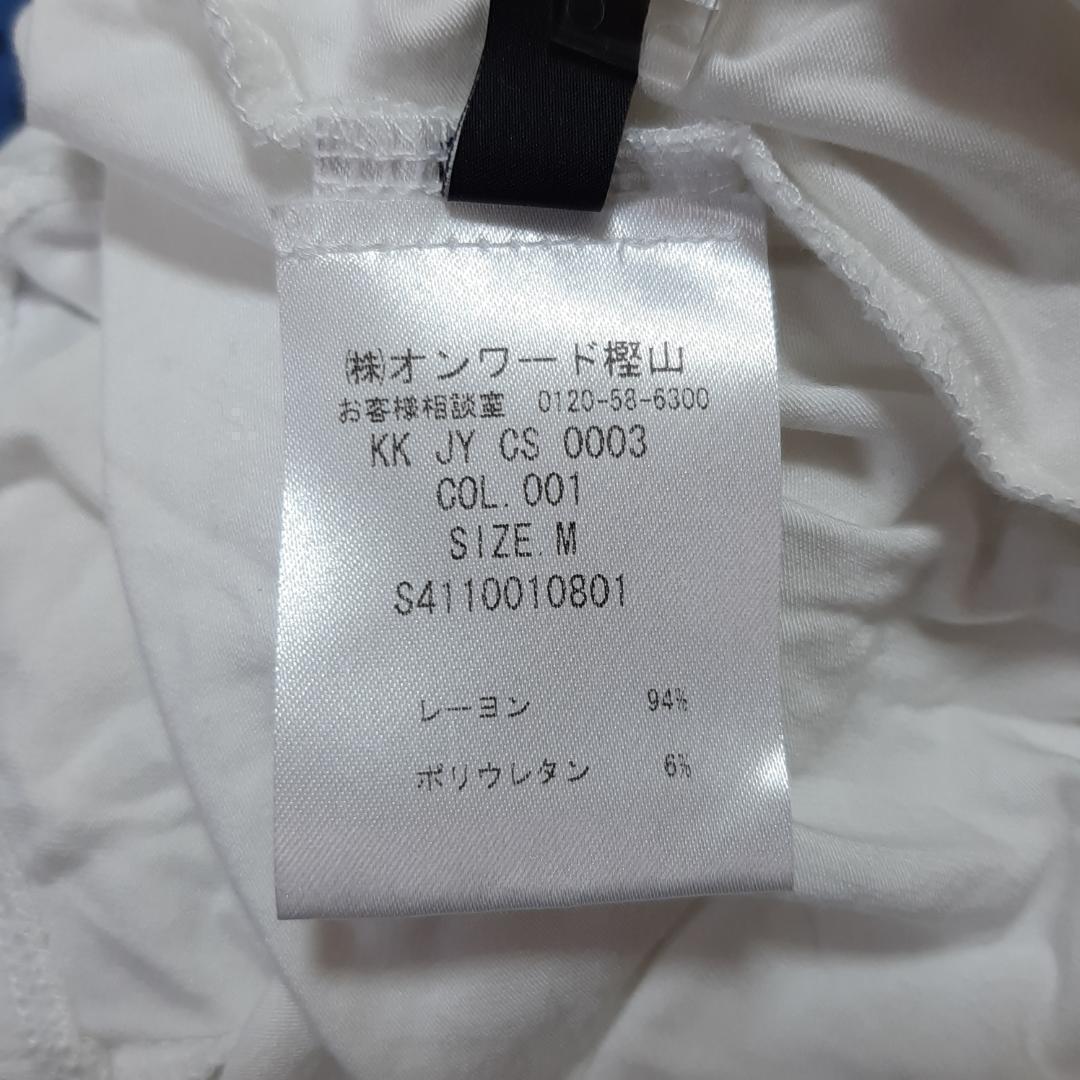 ㈱オンワード樫山
お客様相談室 0120-58-6300
KK JY CS 0003
COL.001
SIZE.M
S4110010801
レーヨン 94%
ポリウレタン 6%